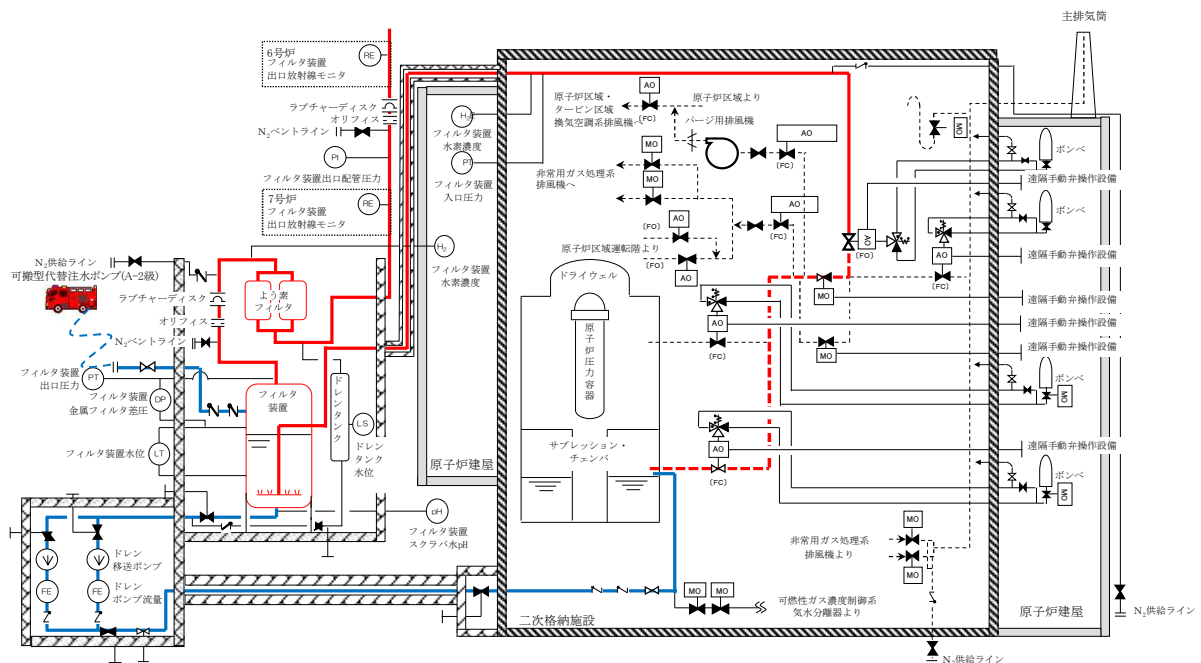 主排気筒
6号炉
フィルタ装置
出口放射線モニタ
RE
ラプチャーディスク
オリフィス
N₂ベントライン
PI
フィルタ装置出口配管圧力
7号炉
フィルタ装置
出口放射線モニタ
RE
H₂
フィルタ装置
水素濃度
PT
フィルタ装置
入口圧力
H₂
フィルタ装置
水素濃度
原子炉建屋
N₂供給ライン
可搬型代替注水ポンプ(A-2級)
ラプチャーディスク
オリフィス
N₂ベントライン
よう素
フィルタ
フィルタ装置
出口圧力
PT
フィルタ装置
金属フィルタ差圧
DP
フィルタ装置水位
LT
フィルタ
装置
ドレンタンク
LS
ドレン
タンク
水位
pH
フィルタ装置
スクラバ水pH
ドレン
移送ポンプ
FE
FE
ドレン
ポンプ流量
原子炉区域・
タービン区域
換気空調系排風機へ
AO
(FC)
原子炉区域より
パージ用排風機
AO
(FC)
MO
MO
非常用ガス処理系
排風機へ
AO
(FC)
AO
(FO)
原子炉区域運転階より
(FO)
AO
ドライウェル
原子炉圧力容器
サプレッション・
チェンバ
AO
(FC)
AO
(FC)
AO
(FO)
MO
MO
MO
AO
(FC)
ボンベ
遠隔手動弁操作設備
ボンベ
遠隔手動弁操作設備
遠隔手動弁操作設備
遠隔手動弁操作設備
遠隔手動弁操作設備
ボンベ
MO
遠隔手動弁操作設備
ボンベ
MO
非常用ガス処理系
排風機より
MO
MO
MO
MO
可燃性ガス濃度制御系
気水分離器より
二次格納施設
原子炉建屋
N₂供給ライン
N₂供給ライン